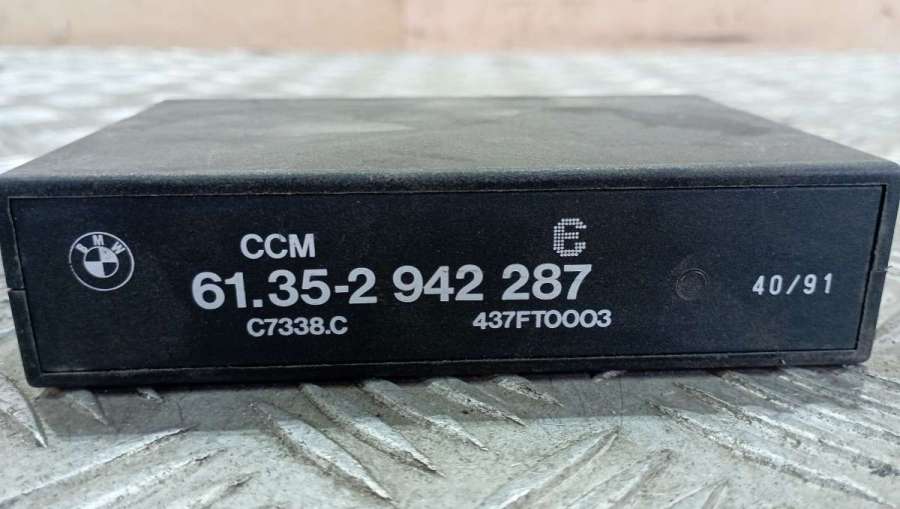 BMW
CCM
E
61.35-2 942 287
40/91
C7338.C
437FT0003